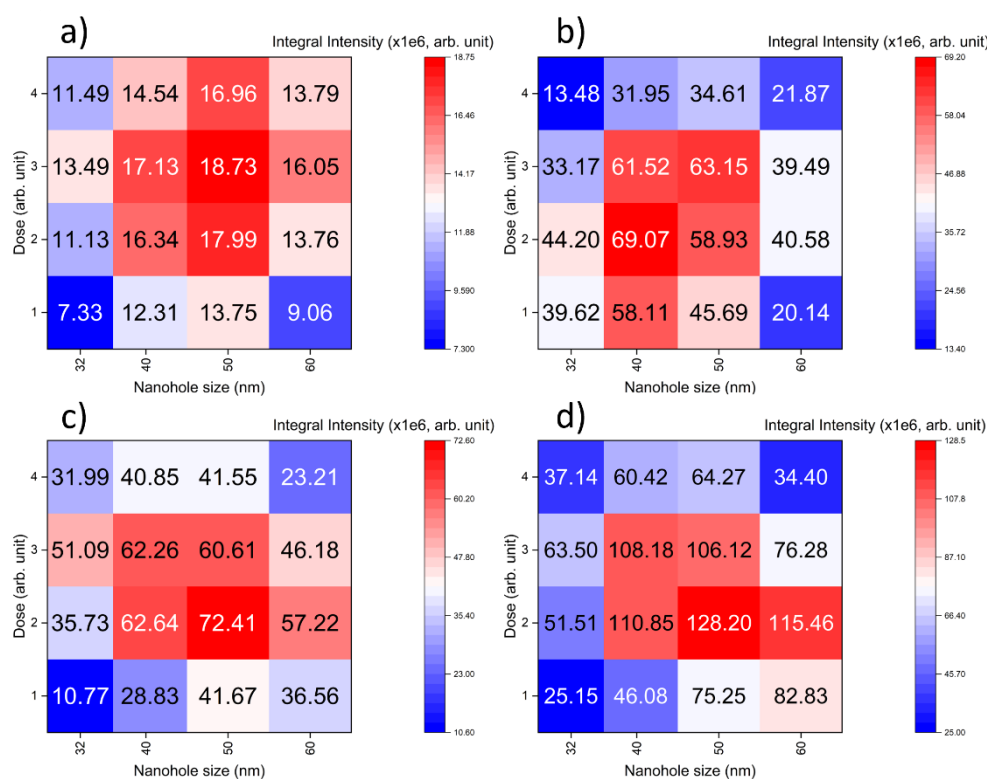 a)
Integral Intensity (x1e6, arb. unit)
4
11.49 14.54 16.96 13.79
3
13.49 17.13 18.73 16.05
2
11.13 16.34 17.99 13.76
1
7.33 12.31 13.75 9.06
32 40 50 60
Nanohole size (nm)
Dose (arb. unit)
18.75
16.46
14.17
11.88
9.590
7.300
b)
Integral Intensity (x1e6, arb. unit)
4
13.48 31.95 34.61 21.87
3
33.17 61.52 63.15 39.49
2
44.20 69.07 58.93 40.58
1
39.62 58.11 45.69 20.14
32 40 50 60
Nanohole size (nm)
Dose (arb. unit)
69.20
58.04
46.88
35.72
24.56
13.40
c)
Integral Intensity (x1e6, arb. unit)
4
31.99 40.85 41.55 23.21
3
51.09 62.26 60.61 46.18
2
35.73 62.64 72.41 57.22
1
10.77 28.83 41.67 36.56
32 40 50 60
Nanohole size (nm)
Dose (arb. unit)
72.60
60.20
47.80
35.40
23.00
10.60
d)
Integral Intensity (x1e6, arb. unit)
4
37.14 60.42 64.27 34.40
3
63.50 108.18 106.12 76.28
2
51.51 110.85 128.20 115.46
1
25.15 46.08 75.25 82.83
32 40 50 60
Nanohole size (nm)
Dose (arb. unit)
128.5
107.8
87.10
66.40
45.70
25.00